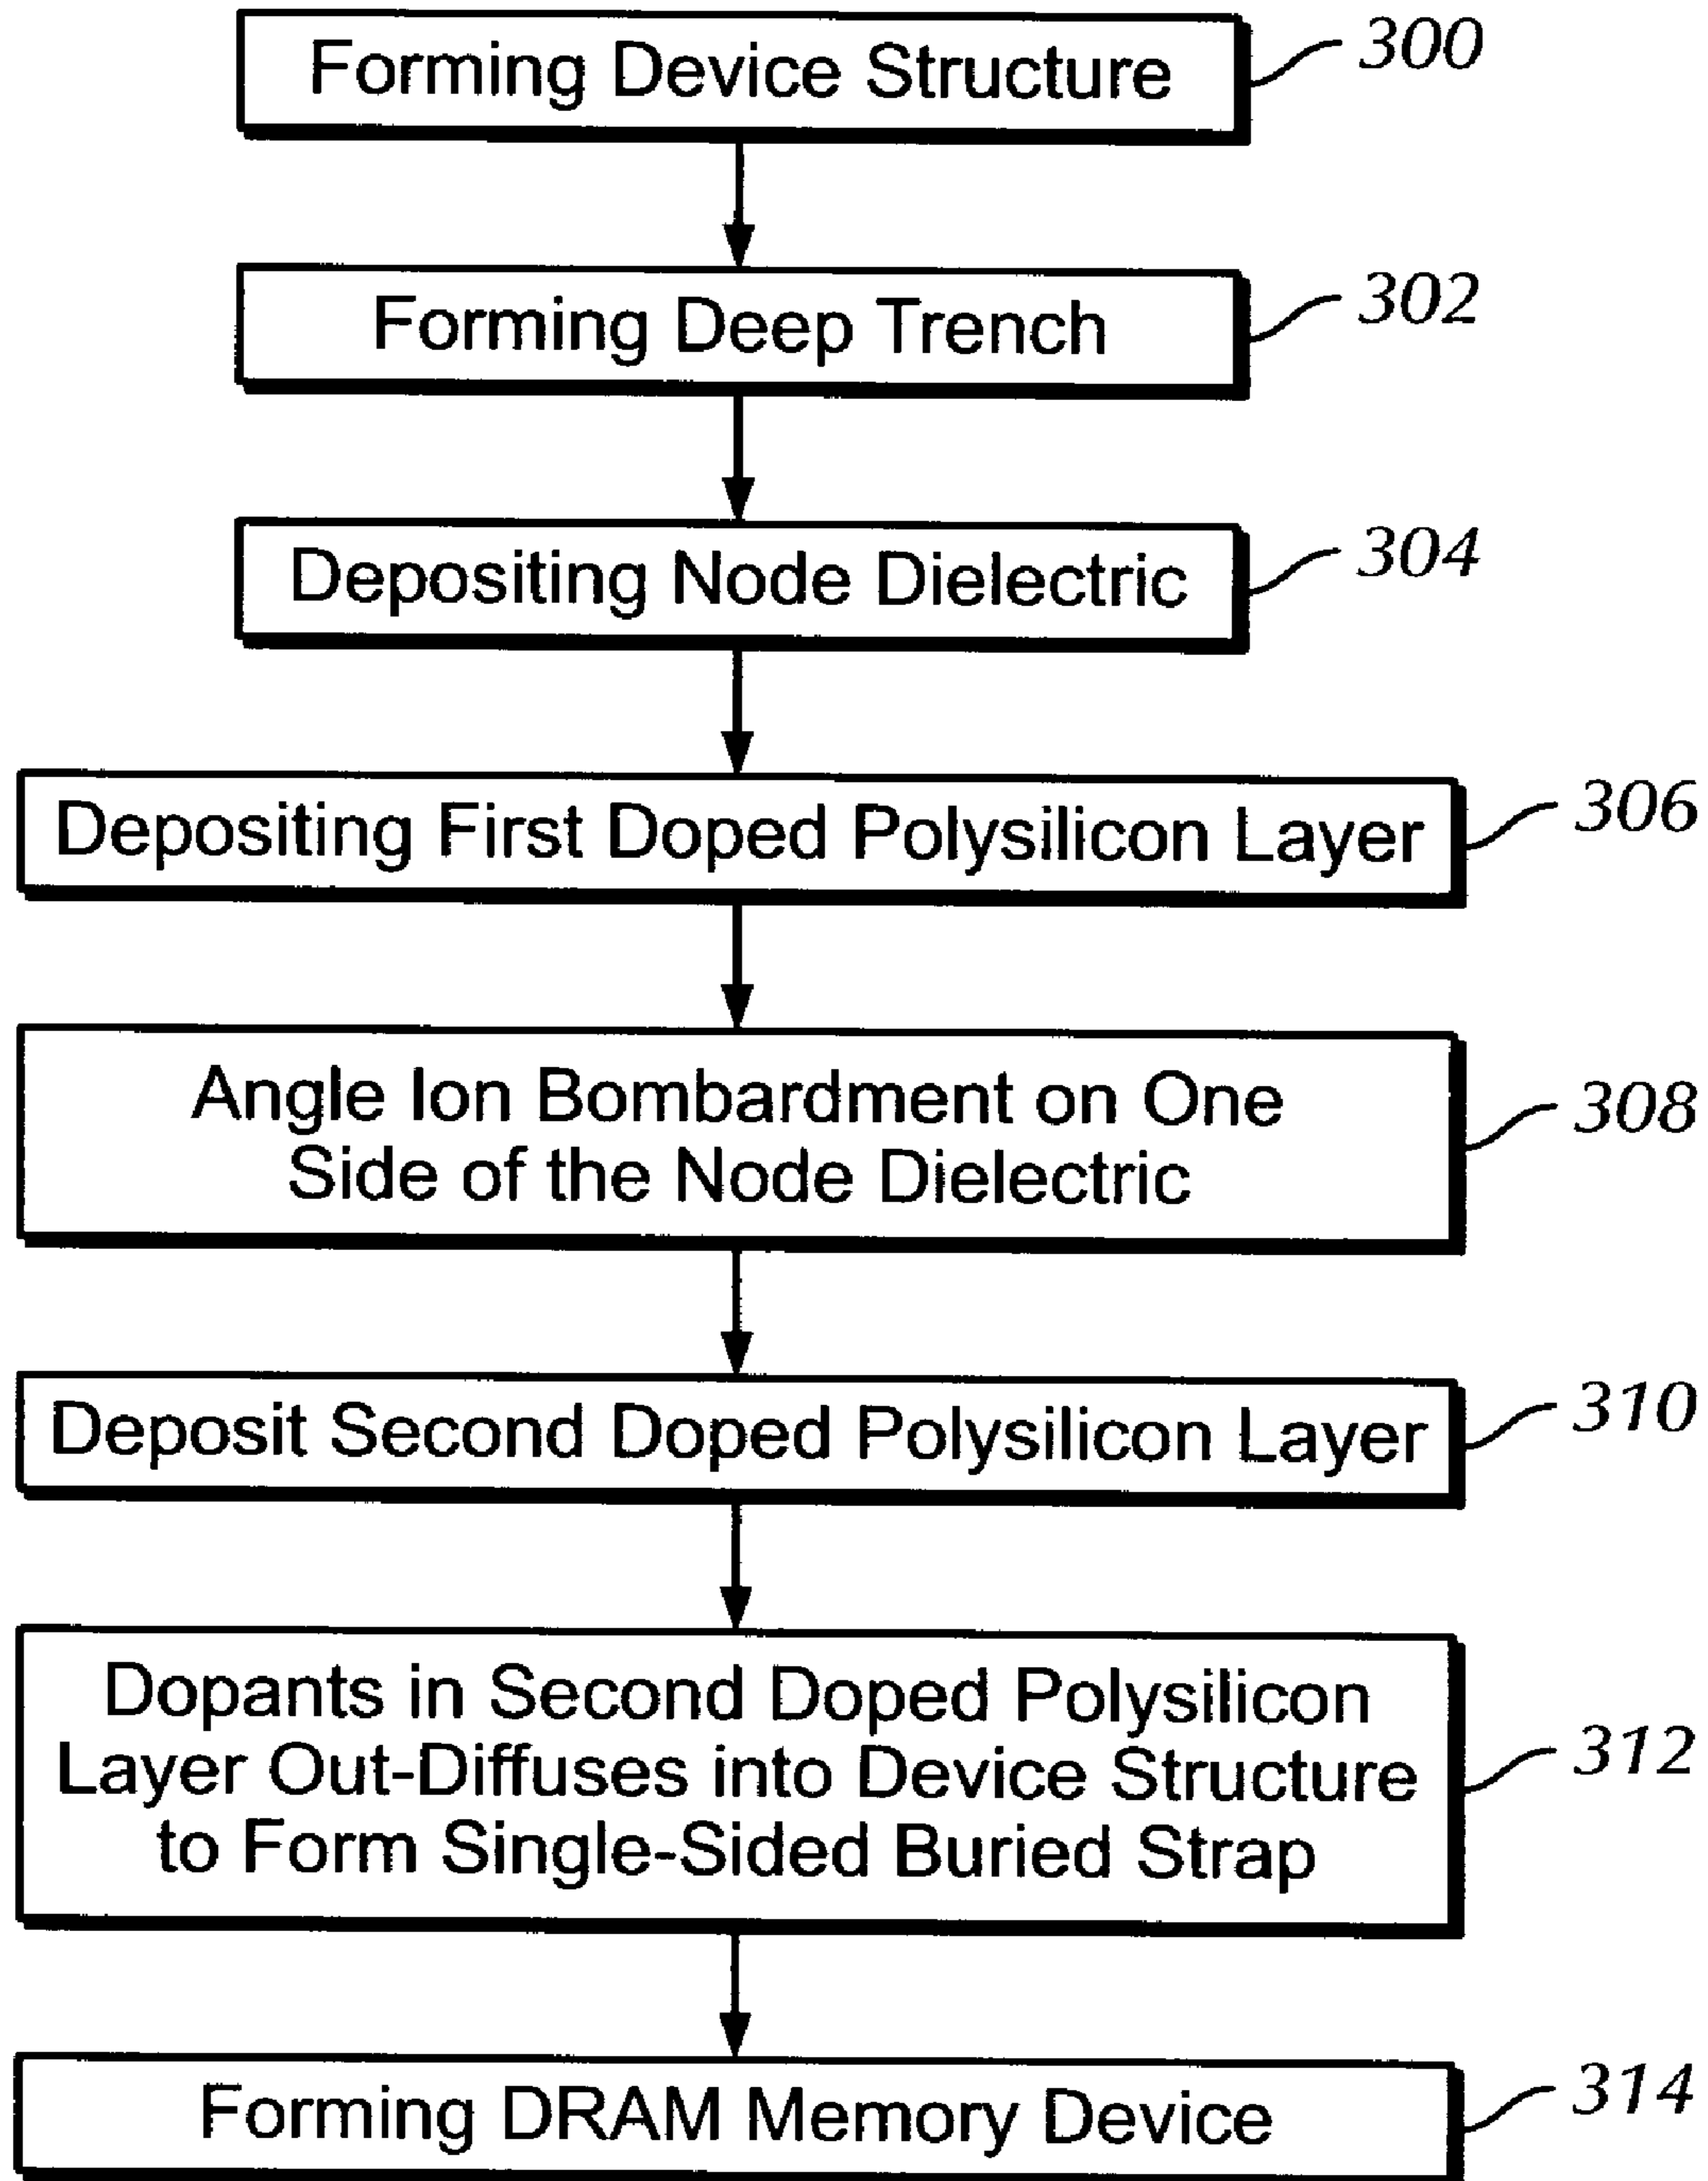 Forming Device Structure
300
Forming Deep Trench
302
Depositing Node Dielectric
304
Depositing First Doped Polysilicon Layer
306
Angle Ion Bombardment on One
Side of the Node Dielectric
308
Deposit Second Doped Polysilicon Layer
310
Dopants in Second Doped Polysilicon
Layer Out-Diffuses into Device Structure
to Form Single-Sided Buried Strap
312
Forming DRAM Memory Device
314